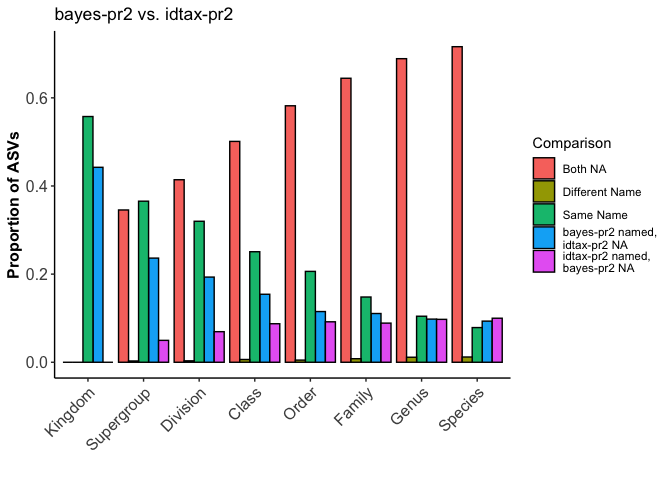 bayes-pr2 vs. idtax-pr2
Proportion of ASVs
0.6
0.4
0.2
0.0
Kingdom
Supergroup
Division
Class
Order
Family
Genus
Species
Comparison
Both NA
Different Name
Same Name
bayes-pr2 named,
idtax-pr2 NA
idtax-pr2 named,
bayes-pr2 NA